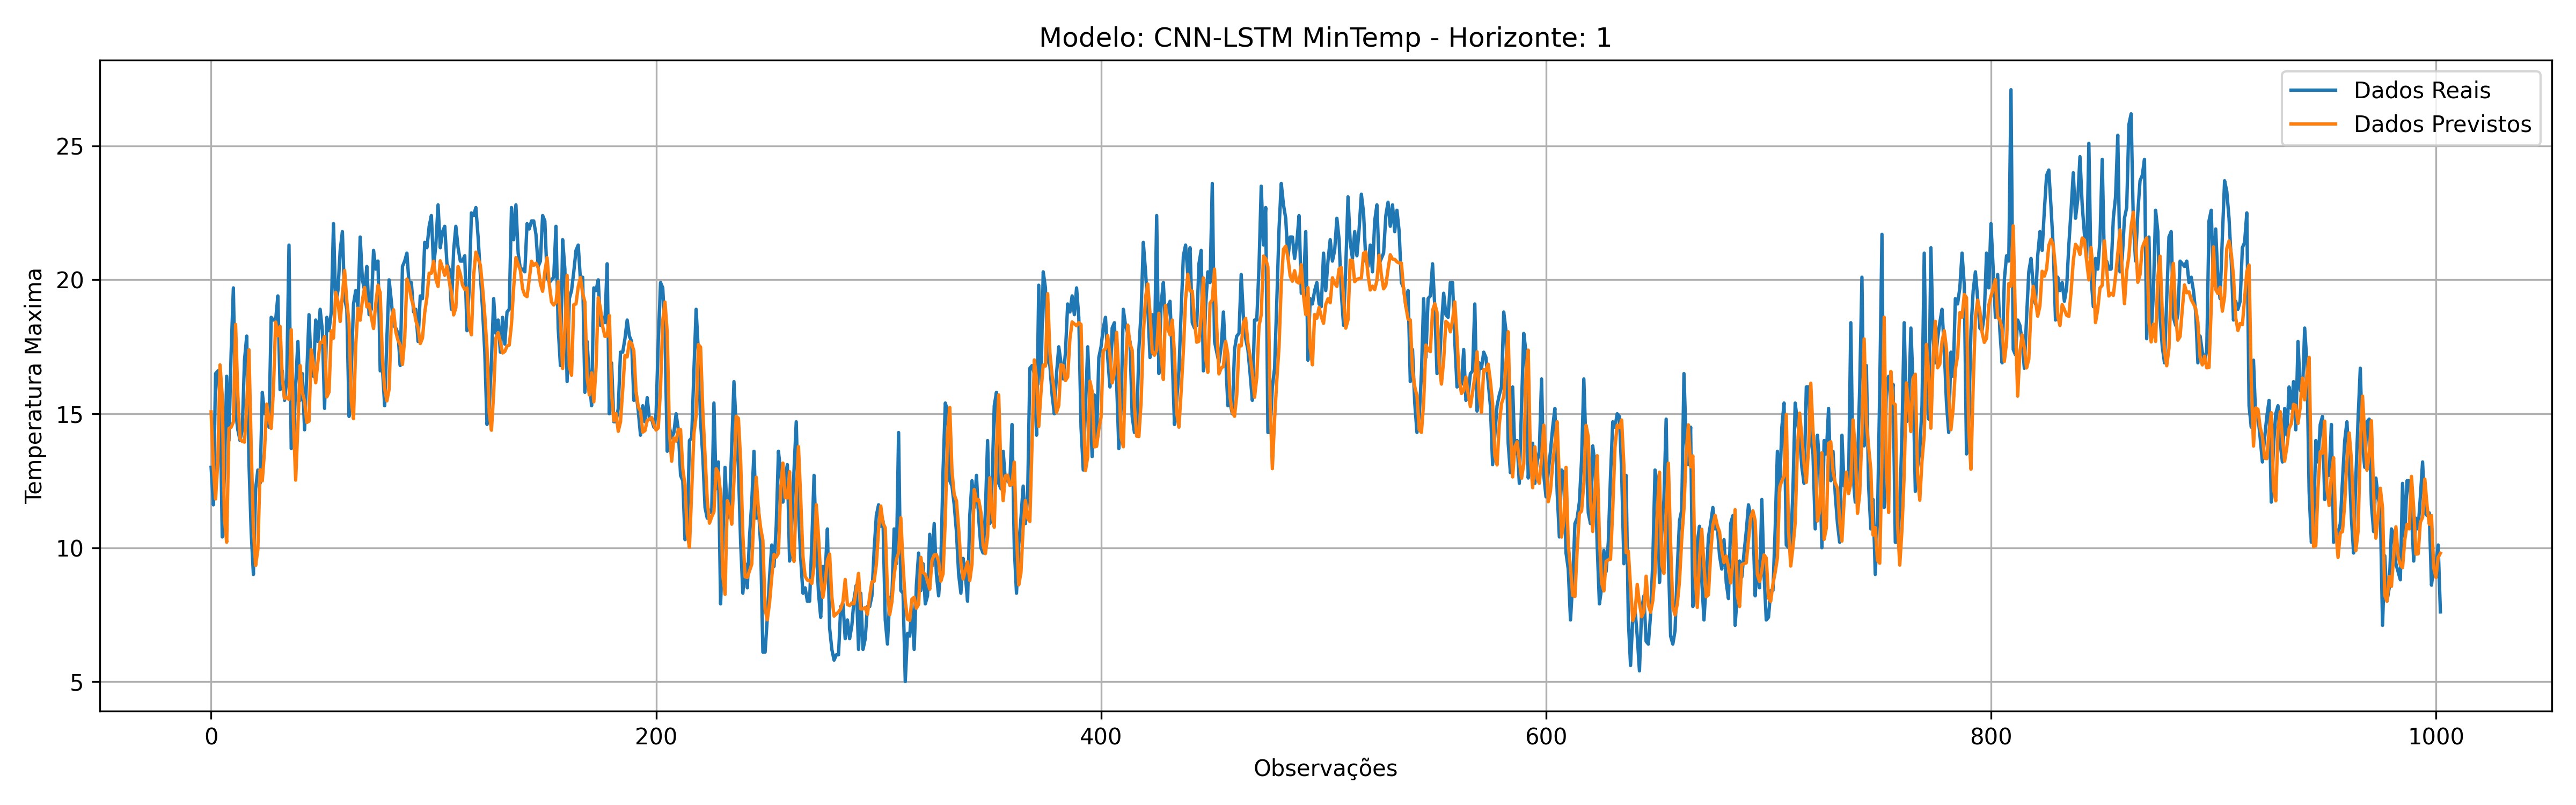 Modelo: CNN-LSTM MinTemp - Horizonte: 1
Dados Reais
Dados Previstos
Temperatura Maxima
25
20
15
10
5
0
200
400
600
800
1000
Observações